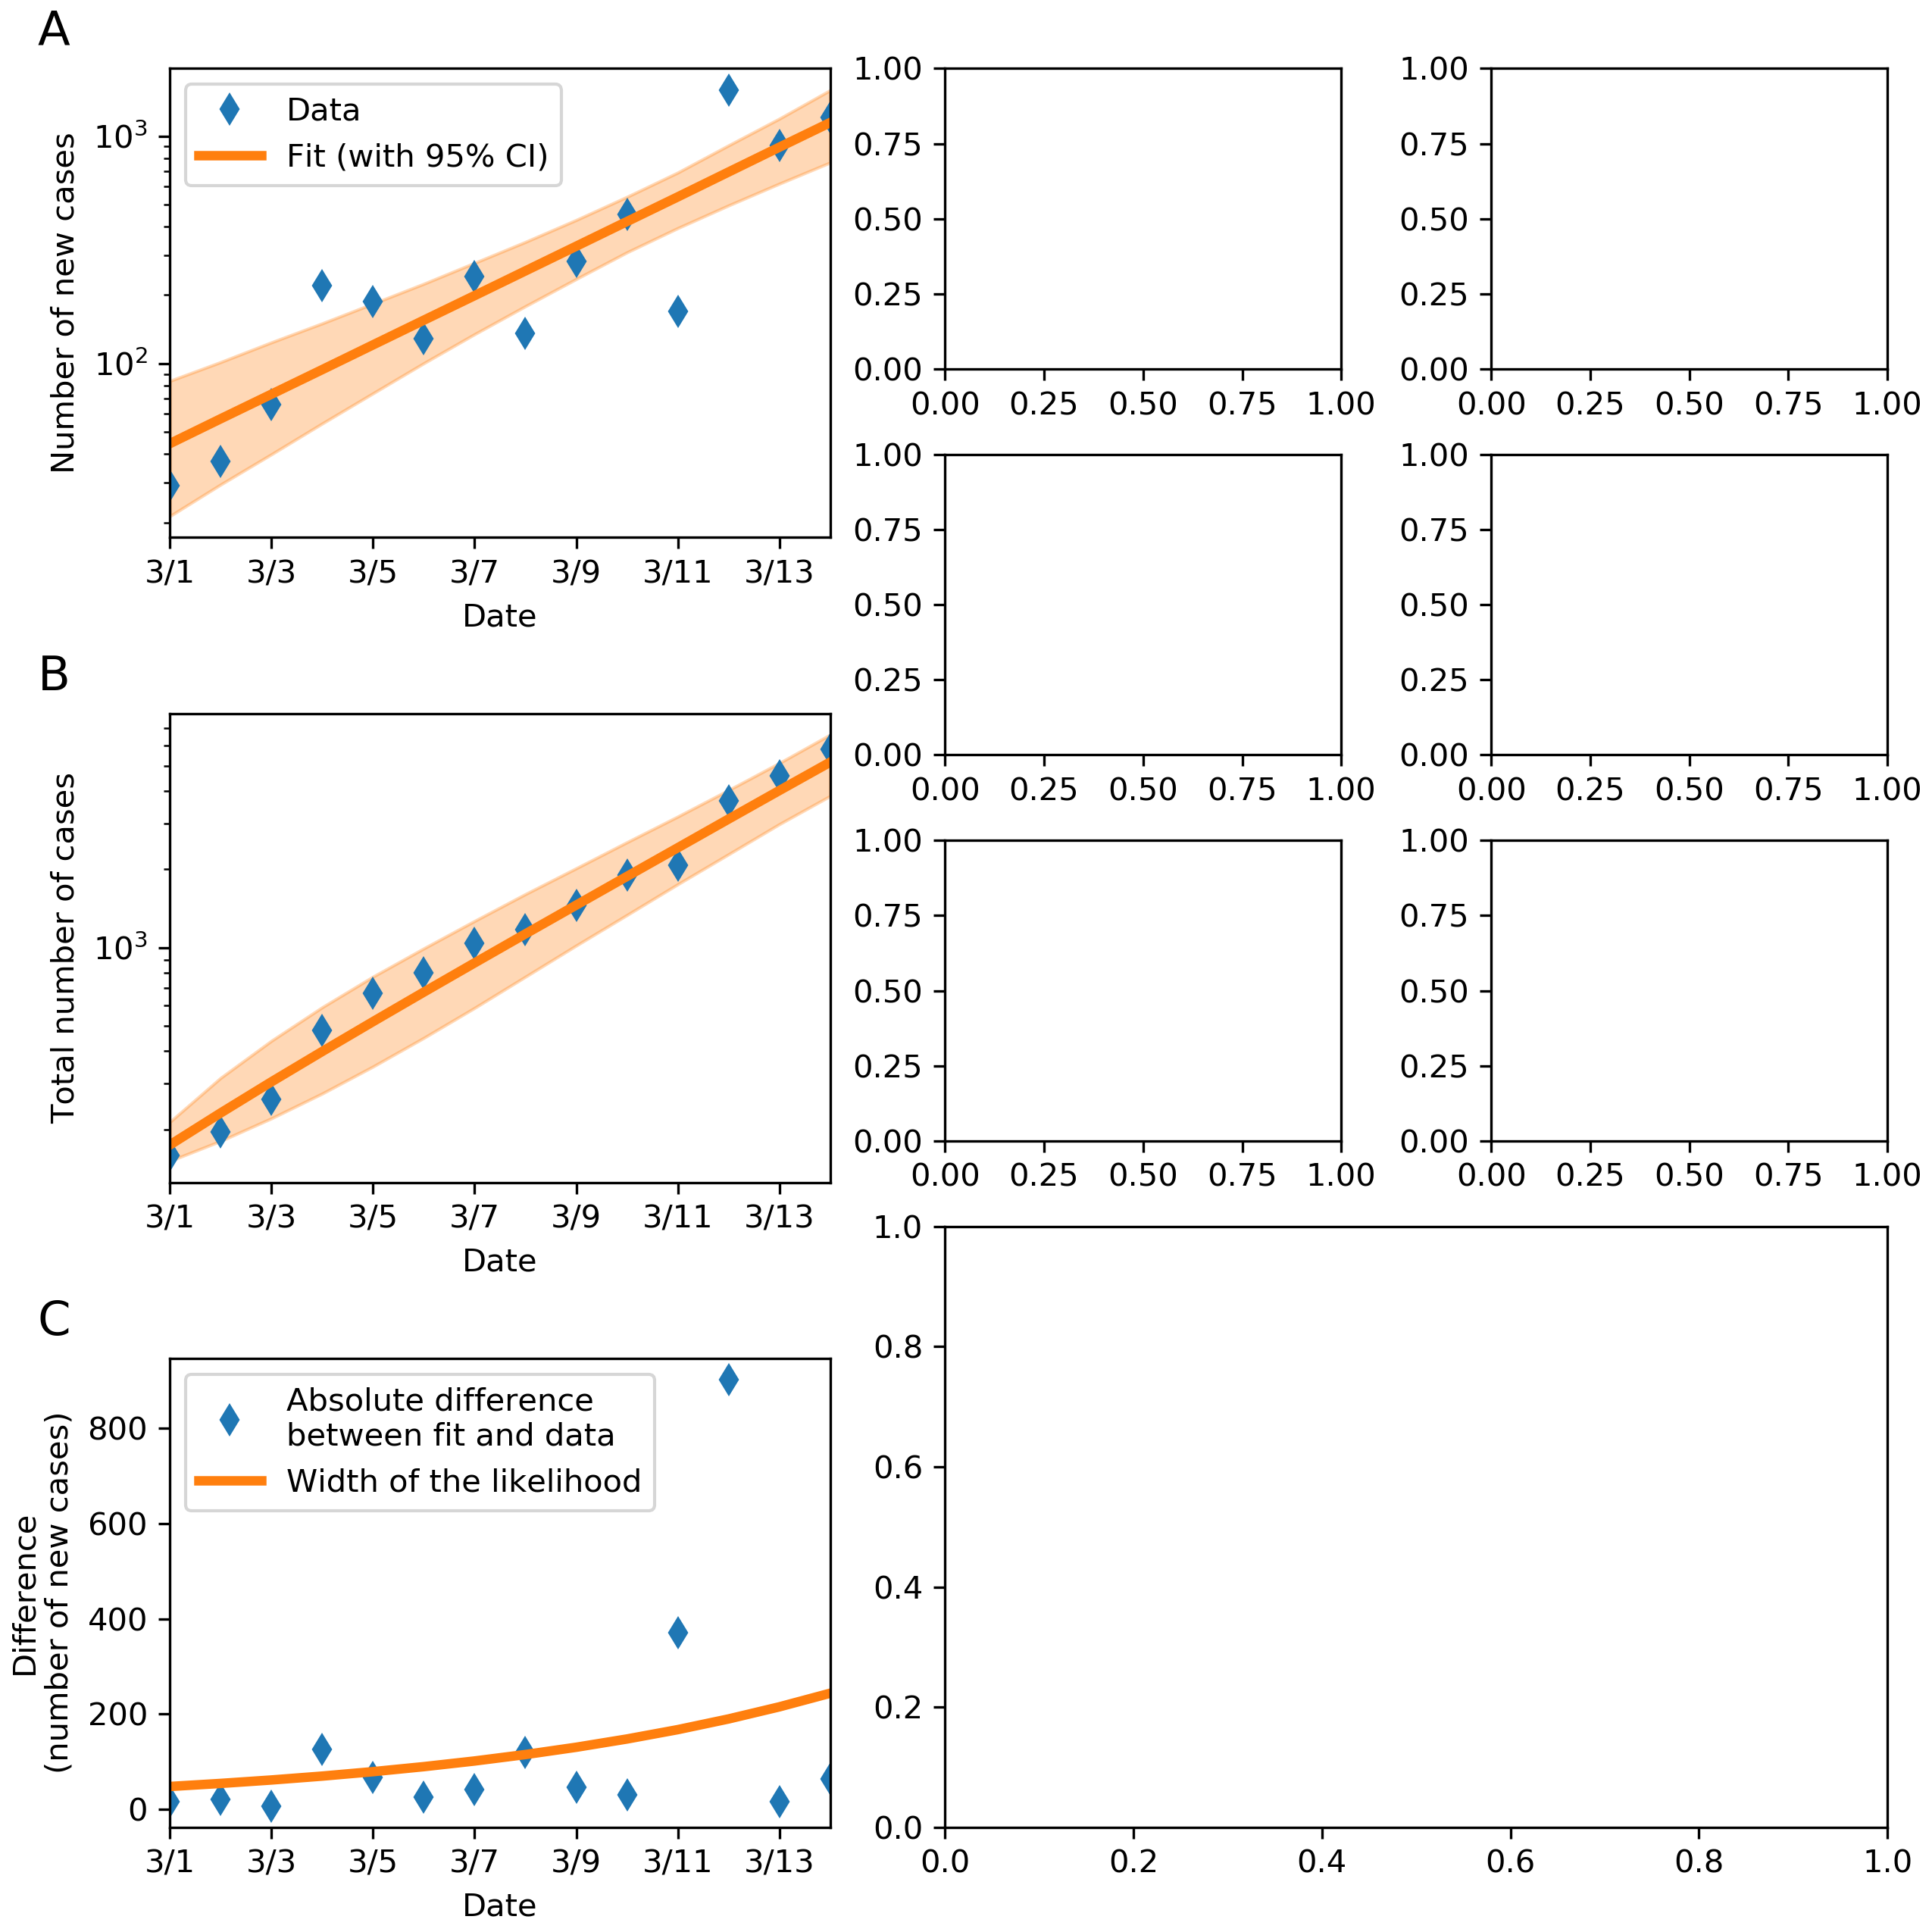 A
Number of new cases
10³
10²
Data
Fit (with 95% CI)
3/1 3/3 3/5 3/7 3/9 3/11 3/13
Date
B
Total number of cases
10³
3/1 3/3 3/5 3/7 3/9 3/11 3/13
Date
C
Difference
(number of new cases)
800
600
400
200
0
Absolute difference
between fit and data
Width of the likelihood
3/1 3/3 3/5 3/7 3/9 3/11 3/13
Date
1.00
0.75
0.50
0.25
0.00
0.00 0.25 0.50 0.75 1.00
1.00
0.75
0.50
0.25
0.00
0.00 0.25 0.50 0.75 1.00
1.00
0.75
0.50
0.25
0.00
0.00 0.25 0.50 0.75 1.00
1.00
0.75
0.50
0.25
0.00
0.00 0.25 0.50 0.75 1.00
1.00
0.75
0.50
0.25
0.00
0.00 0.25 0.50 0.75 1.00
1.00
0.75
0.50
0.25
0.00
0.00 0.25 0.50 0.75 1.00
1.0
0.8
0.6
0.4
0.2
0.0
0.0 0.2 0.4 0.6 0.8 1.0